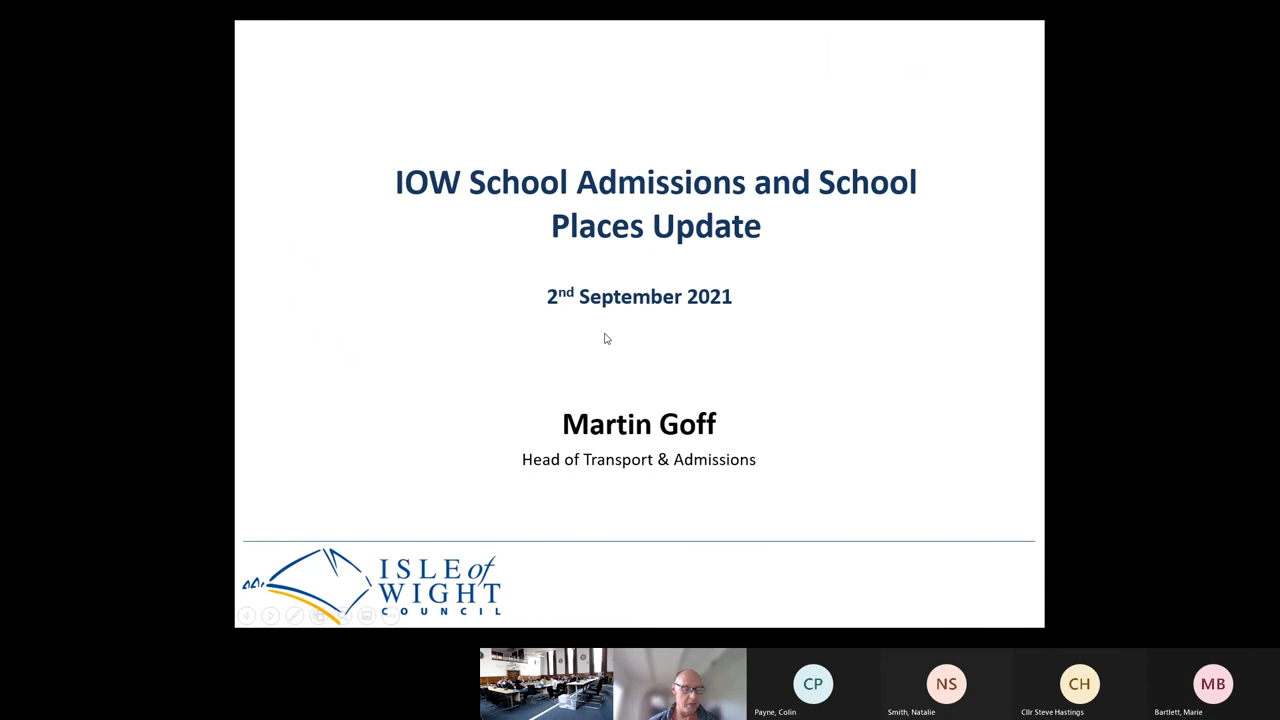 IOW School Admissions and School
Places Update
2nd September 2021
Martin Goff
Head of Transport & Admissions
ISLE of
WIGHT
COUNCIL
CP
NS
CH
MB
Payne, Colin
Smith, Natalie
Cllr Steve Hastings
Bartlett, Marie